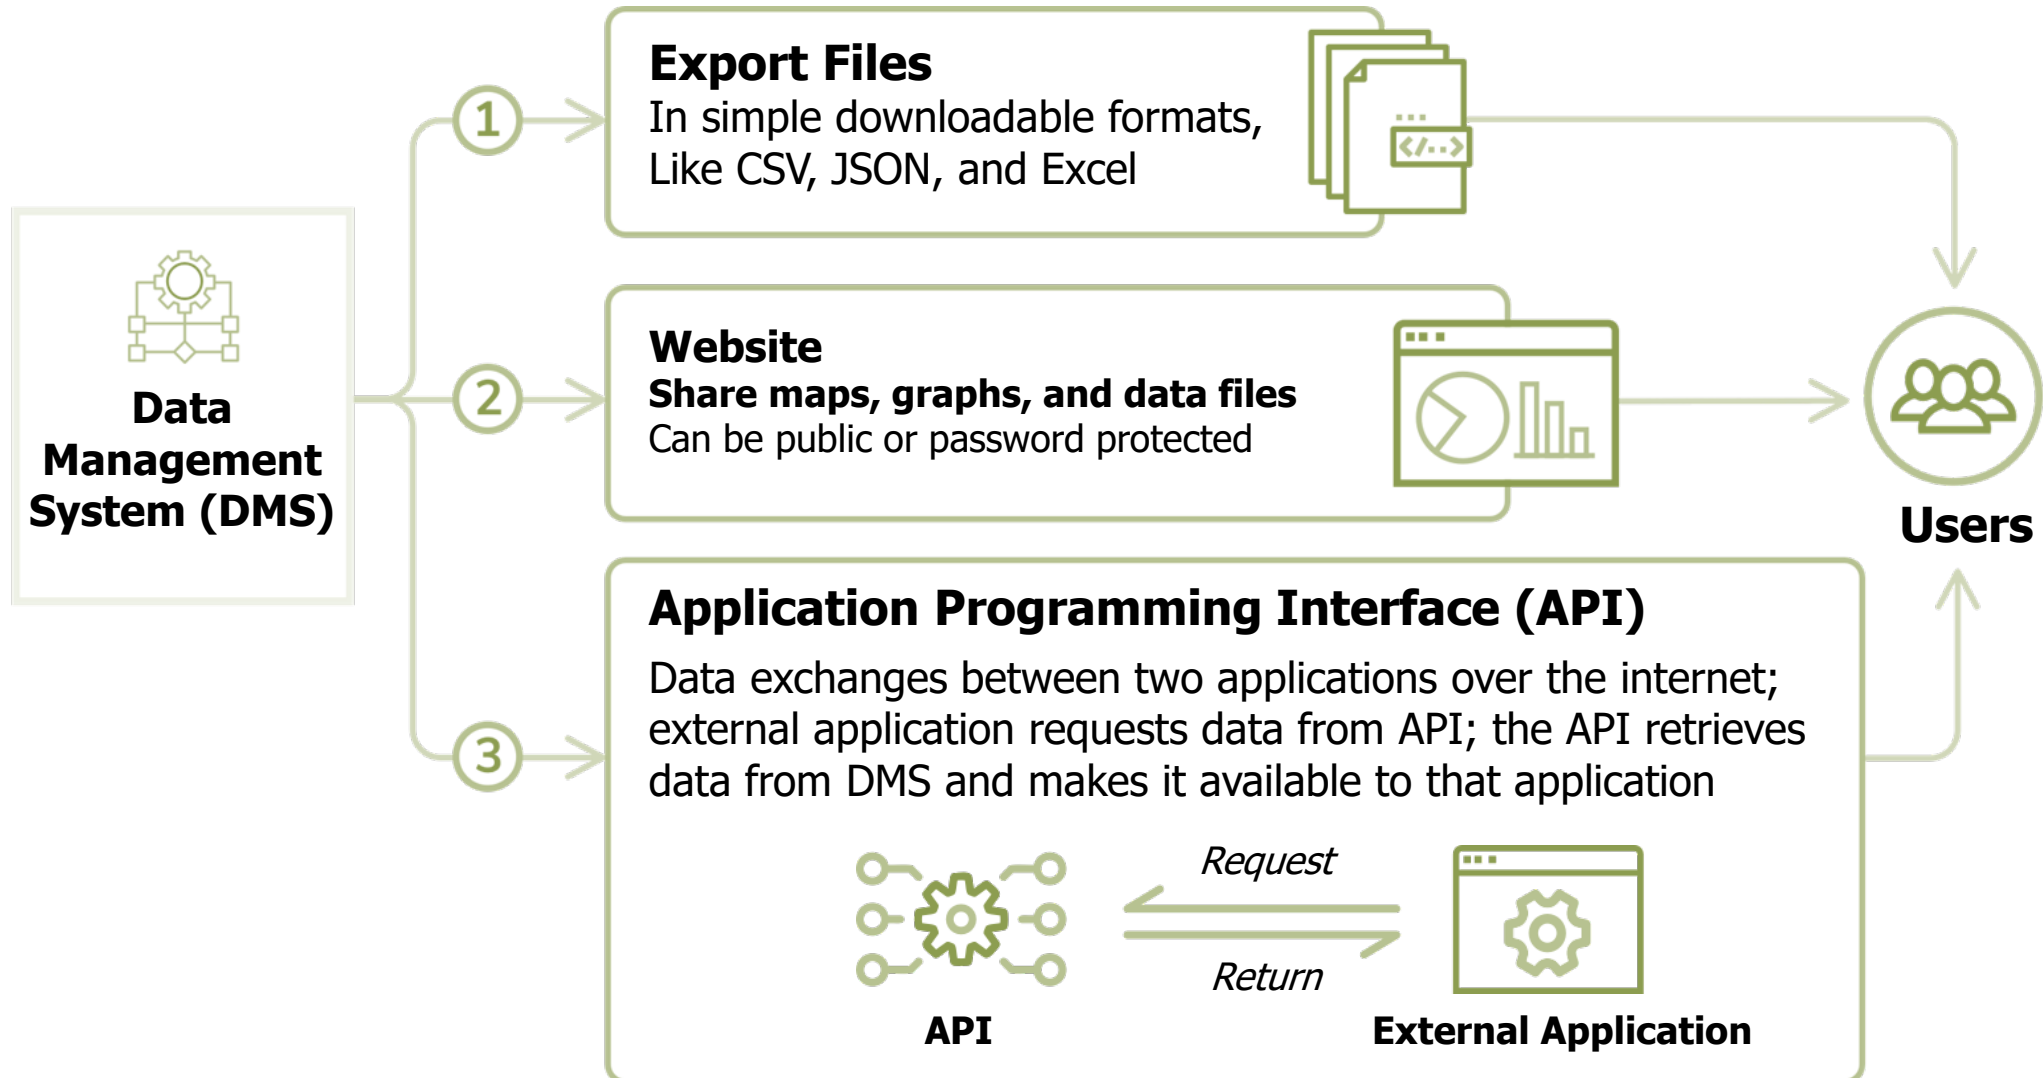 Data
Management
System (DMS)
1
Export Files
In simple downloadable formats,
Like CSV, JSON, and Excel
</..>
2
Website
Share maps, graphs, and data files
Can be public or password protected
3
Application Programming Interface (API)
Data exchanges between two applications over the internet;
external application requests data from API; the API retrieves
data from DMS and makes it available to that application
Request
Return
API
External Application
Users